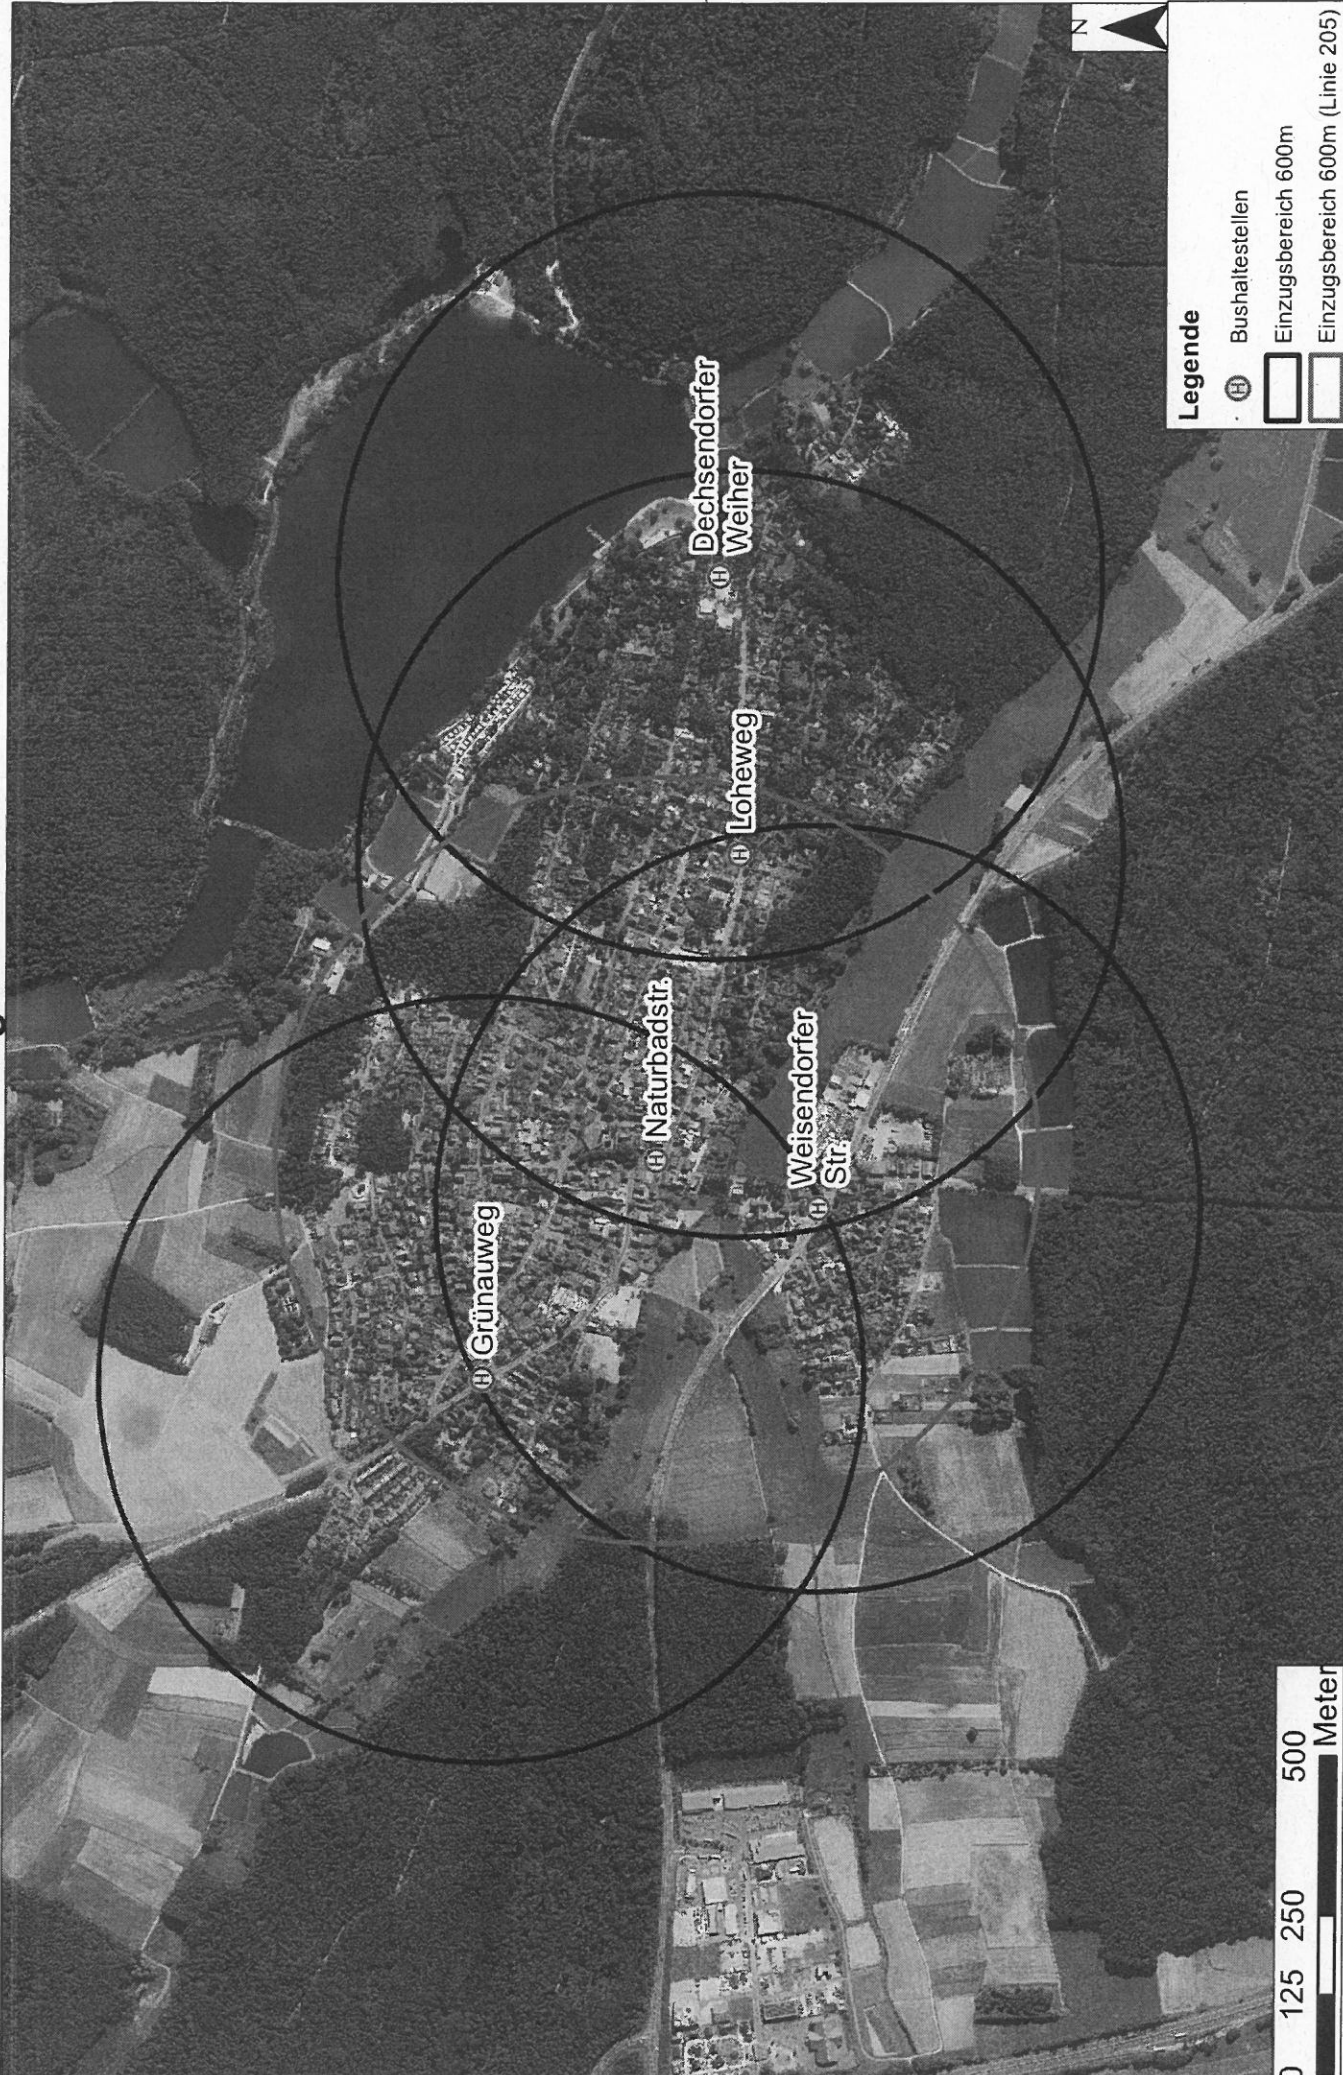 N
Dechsendorfer
Weiher
Loheweg
Naturbadstr.
Weisendorfer
Str.
Grünauweg
Legende
Bushaltestellen
Einzugsbereich 600m
Einzugsbereich 600m (Linie 205)
0 125 250 500
Meter
H
H
H
H
H
H